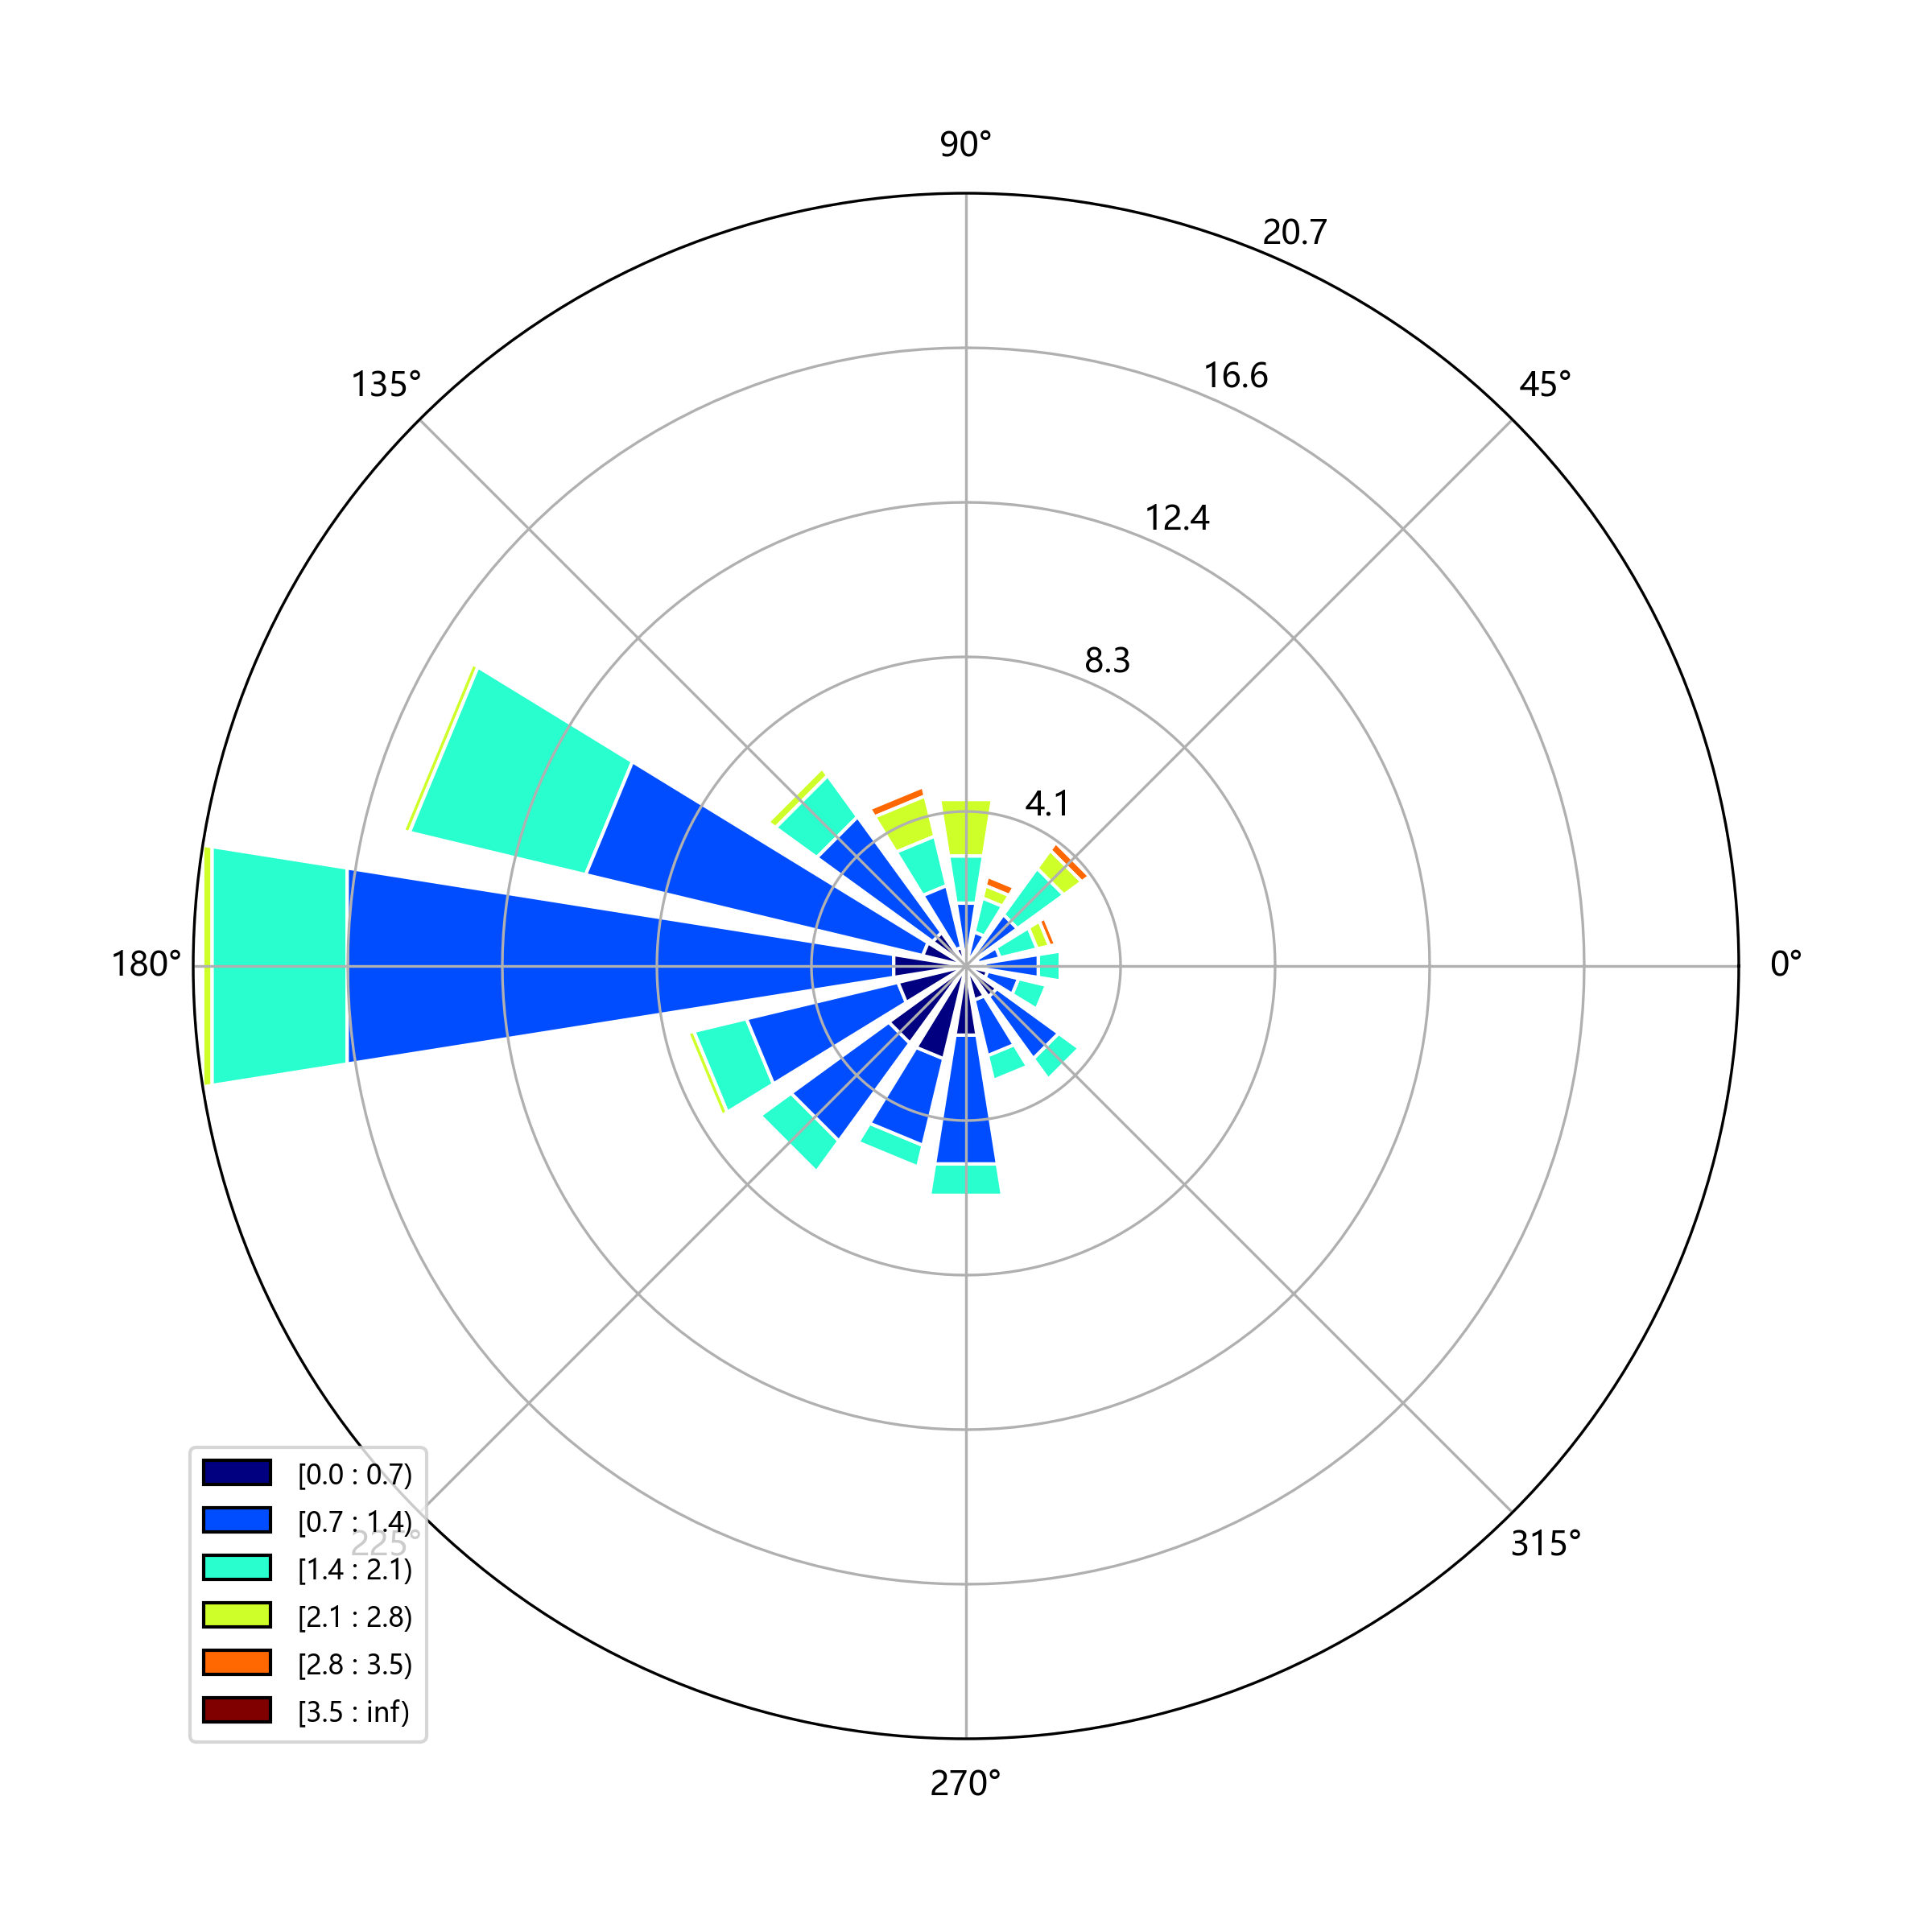 90°
20.7
16.6
135°
45°
12.4
8.3
4.1
180°
0°
[0.0 : 0.7)
[0.7 : 1.4)
225°
315°
[1.4 : 2.1)
[2.1 : 2.8)
[2.8 : 3.5)
[3.5 : inf)
270°